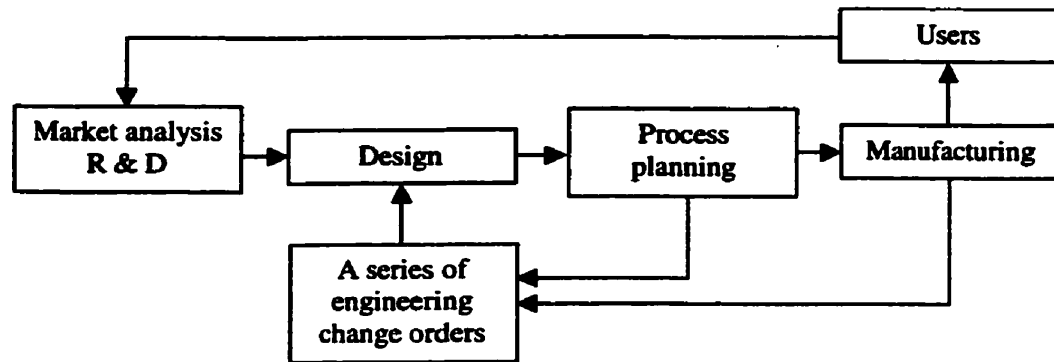 Users
Market analysis
R & D
Design
Process
planning
Manufacturing
A series of
engineering
change orders